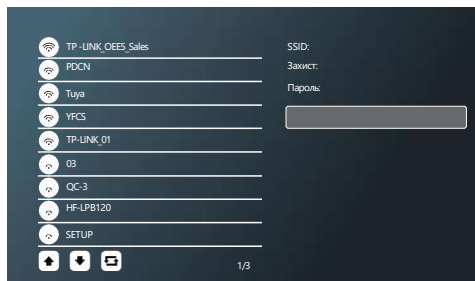 TP -LINK_OEE5_Sales
PDCN
Tuya
YFCS
TP-LINK_01
03
QC-3
HF-LPB120
SETUP
1/3
SSID:
Захист:
Пароль: